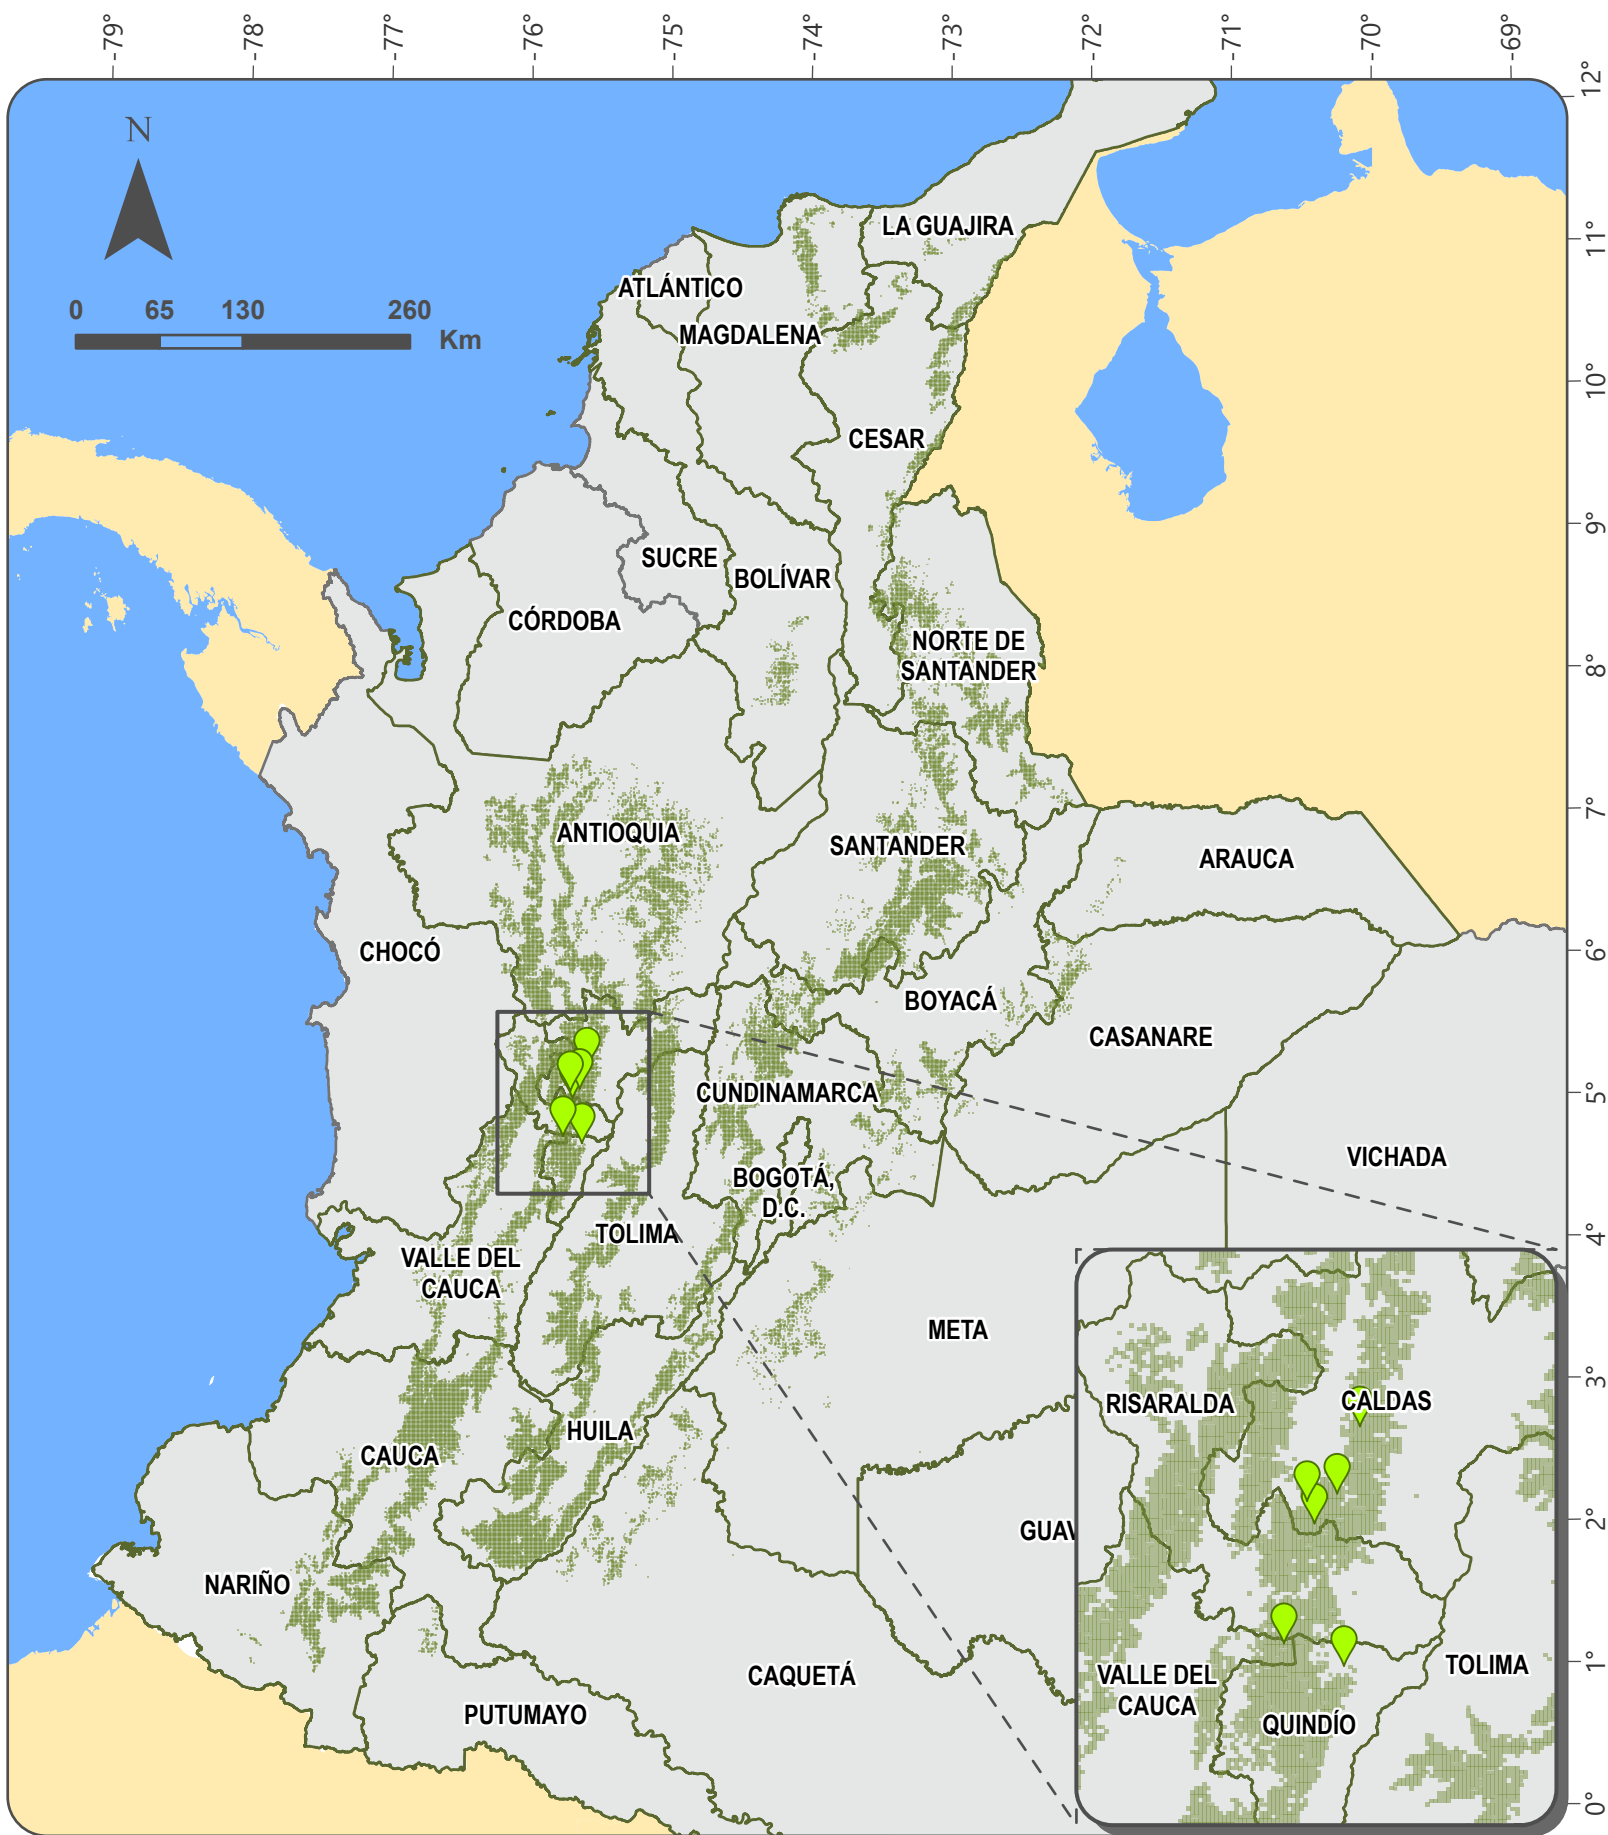 -79°
-78°
-77°
-76°
-75°
-74°
-73°
-72°
-71°
-70°
-69°
12°
11°
10°
9°
8°
7°
6°
5°
4°
3°
2°
1°
0°
N
0 65 130 260
Km
LA GUAJIRA
ATLÁNTICO
MAGDALENA
CESAR
SUCRE
BOLÍVAR
CÓRDOBA
NORTE DE
SANTANDER
ANTIOQUIA
SANTANDER
ARAUCA
CHOCÓ
BOYACÁ
CASANARE
CUNDINAMARCA
VICHADA
BOGOTÁ,
D.C.
TOLIMA
VALLE DEL
CAUCA
META
HUILA
CAUCA
GUAV
NARIÑO
CAQUETÁ
PUTUMAYO
RISARALDA
CALDAS
VALLE DEL
CAUCA
TOLIMA
QUINDÍO